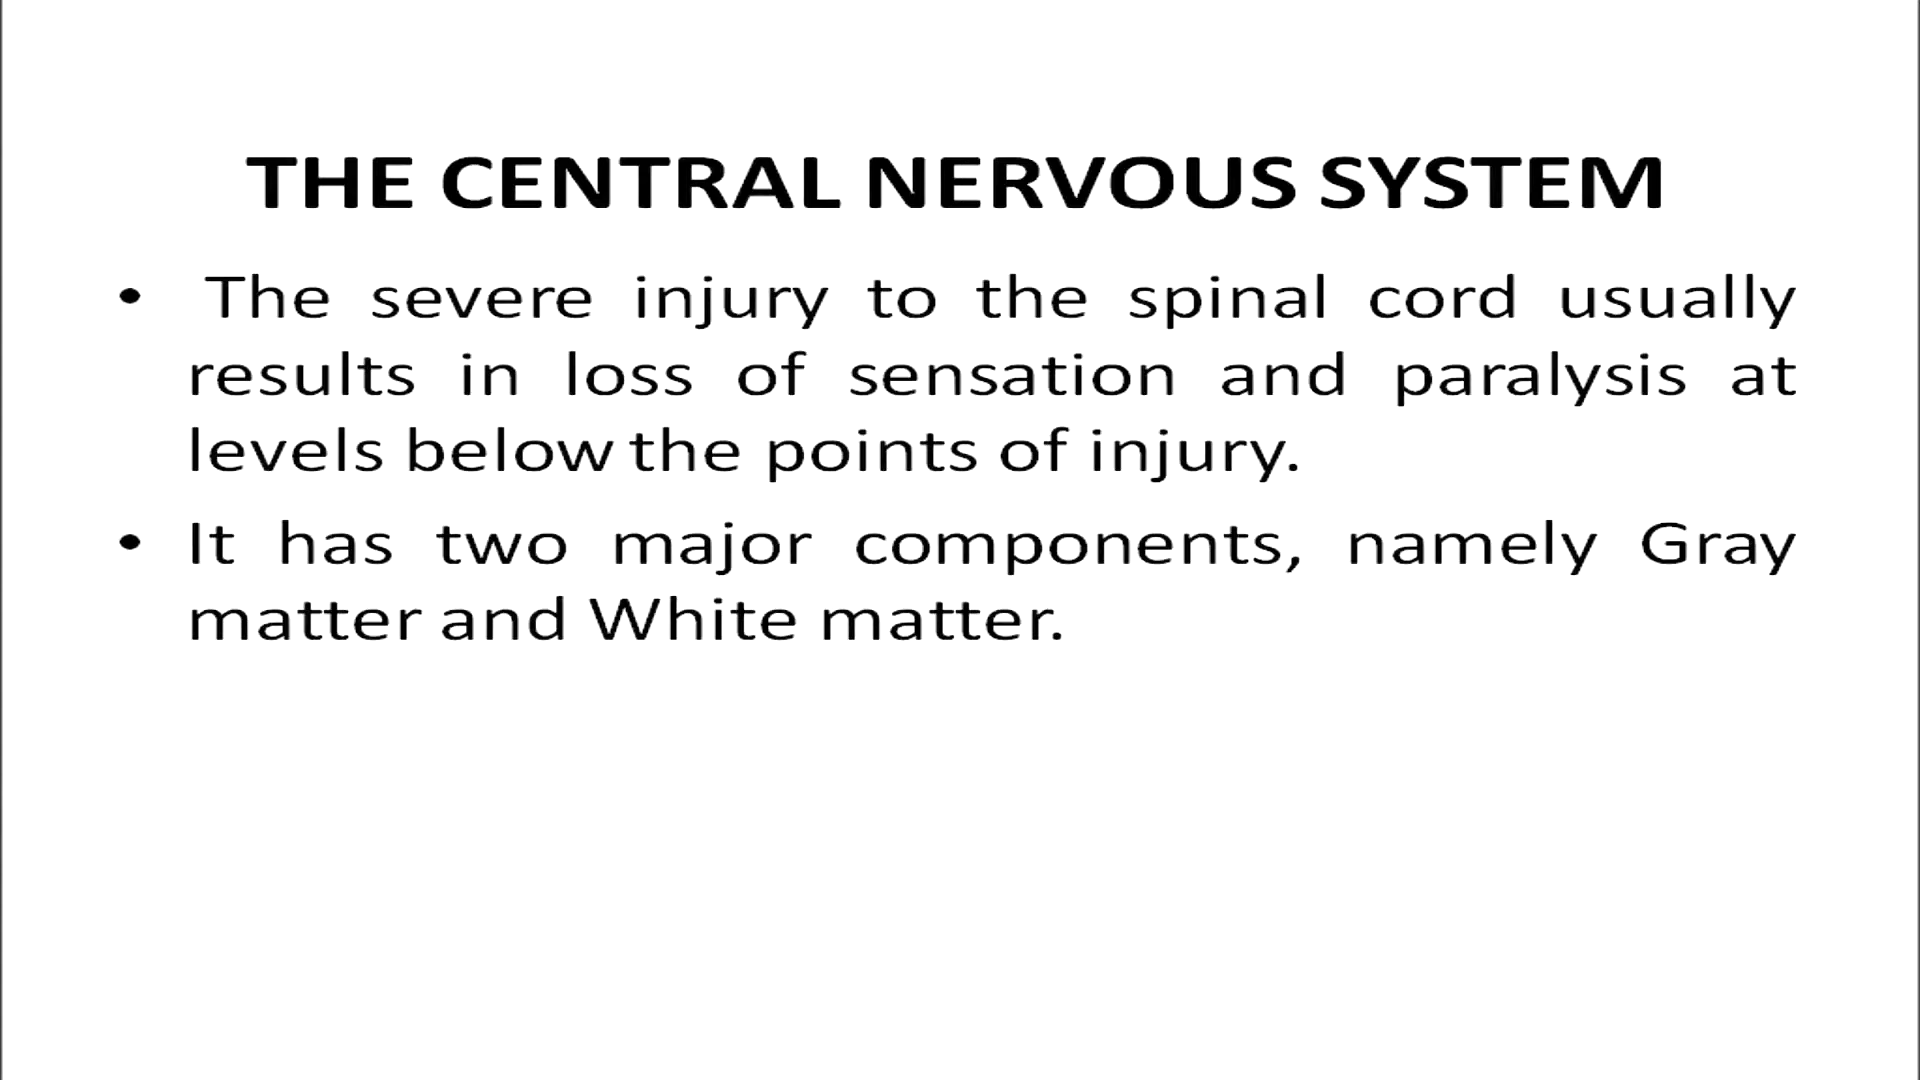 THE CENTRAL NERVOUS SYSTEM
• The severe injury to the spinal cord usually
results in loss of sensation and paralysis at
levels below the points of injury.
• It has two major components, namely Gray
matter and White matter.